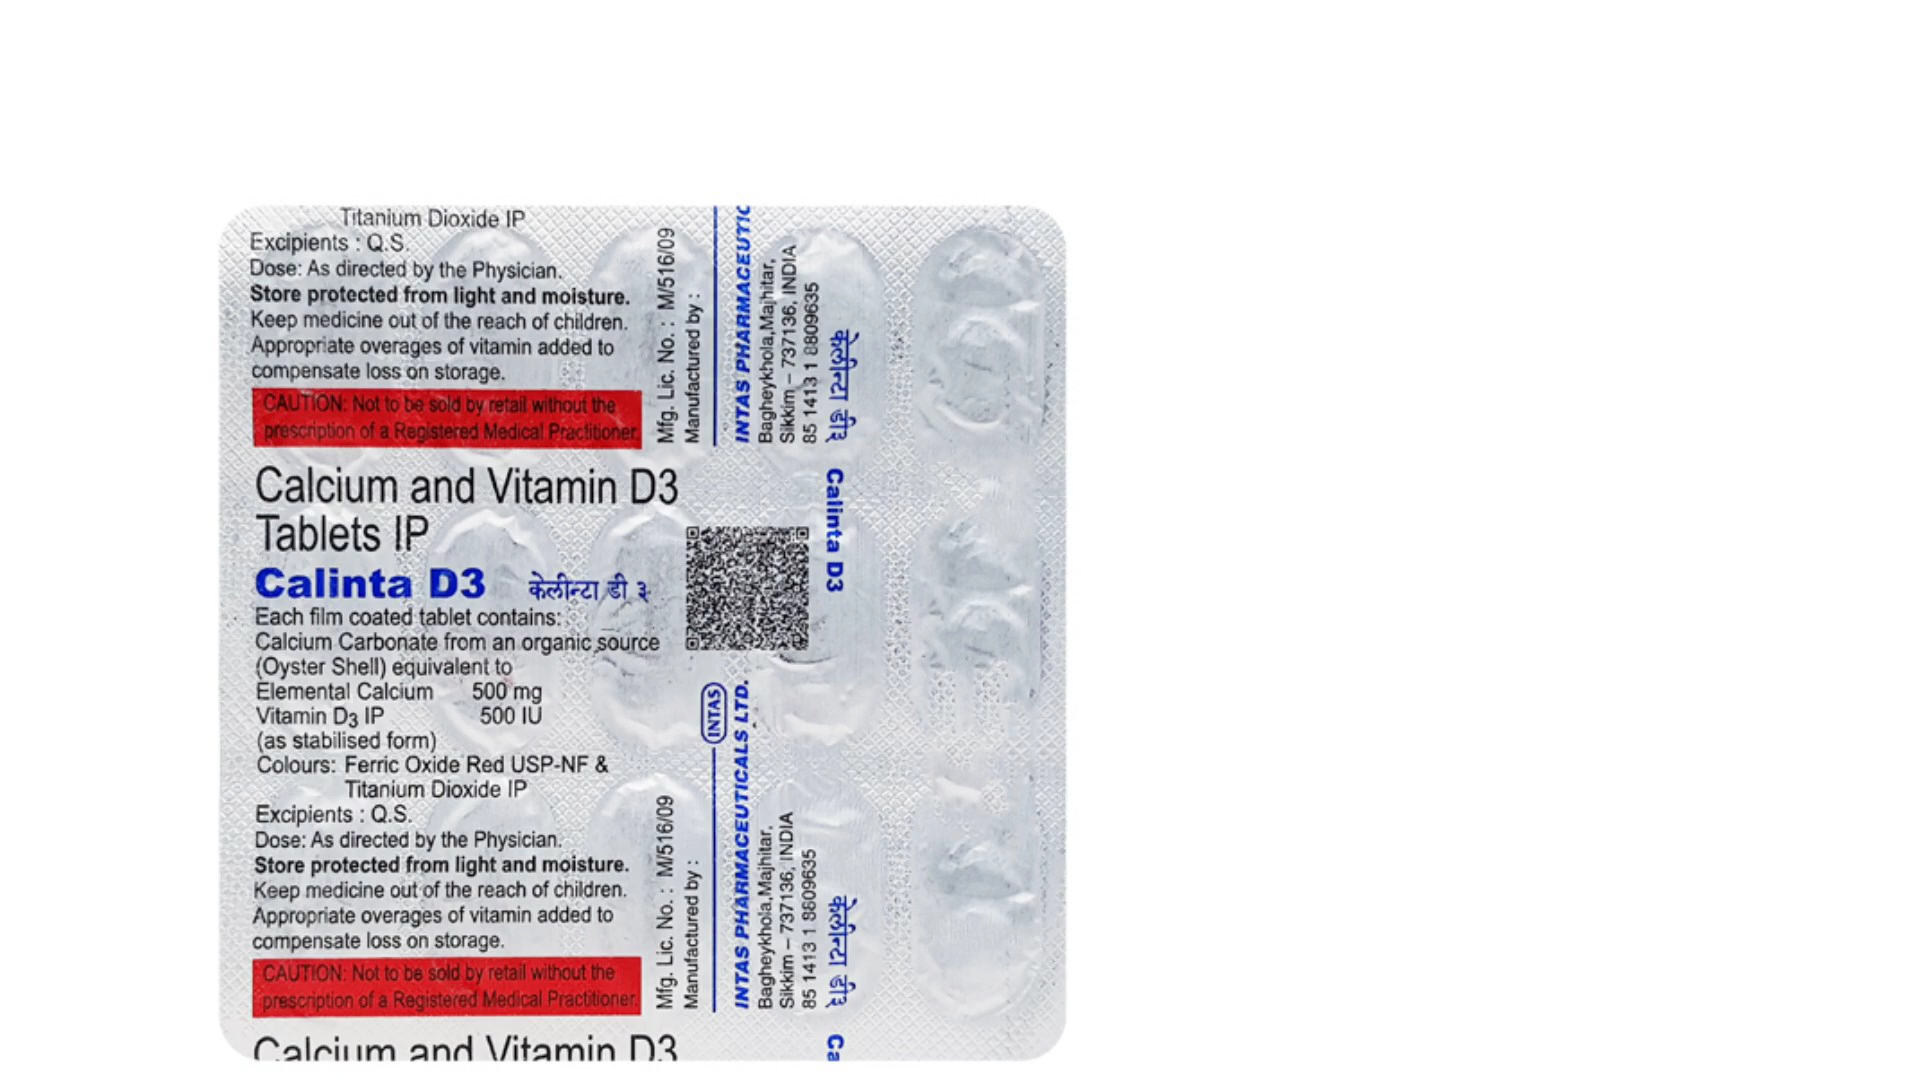 Titanium Dioxide IP
Excipients : Q.S.
Dose: As directed by the Physician.
Store protected from light and moisture.
Keep medicine out of the reach of children.
Appropriate overages of vitamin added to
compensate loss on storage.
CAUTION: Not to be sold by retail without the
prescription of a Registered Medical Practitioner.
Mfg. Lic. No. : M/516/09
Manufactured by :
INTAS PHARMACEUTIC
Bagheykhola,Majhitar,
Sikkim – 737136, INDIA
85 1413 1 8809635
केलीन्टा डी ३
Calcium and Vitamin D3
Tablets IP
Calinta D3 केलीन्टा डी ३
Each film coated tablet contains:
Calcium Carbonate from an organic source
(Oyster Shell) equivalent to
Elemental Calcium 500 mg
Vitamin D3 IP 500 IU
(as stabilised form)
Colours: Ferric Oxide Red USP-NF &
Titanium Dioxide IP
Excipients : Q.S.
Dose: As directed by the Physician.
Store protected from light and moisture.
Keep medicine out of the reach of children.
Appropriate overages of vitamin added to
compensate loss on storage.
CAUTION: Not to be sold by retail without the
prescription of a Registered Medical Practitioner.
Calinta D3
Mfg. Lic. No. : M/516/09
Manufactured by :
INTAS
INTAS PHARMACEUTICALS LTD.
Bagheykhola,Majhitar,
Sikkim – 737136, INDIA
85 1413 1 8809635
केलीन्टा डी ३
Calcium and Vitamin D3
Ca